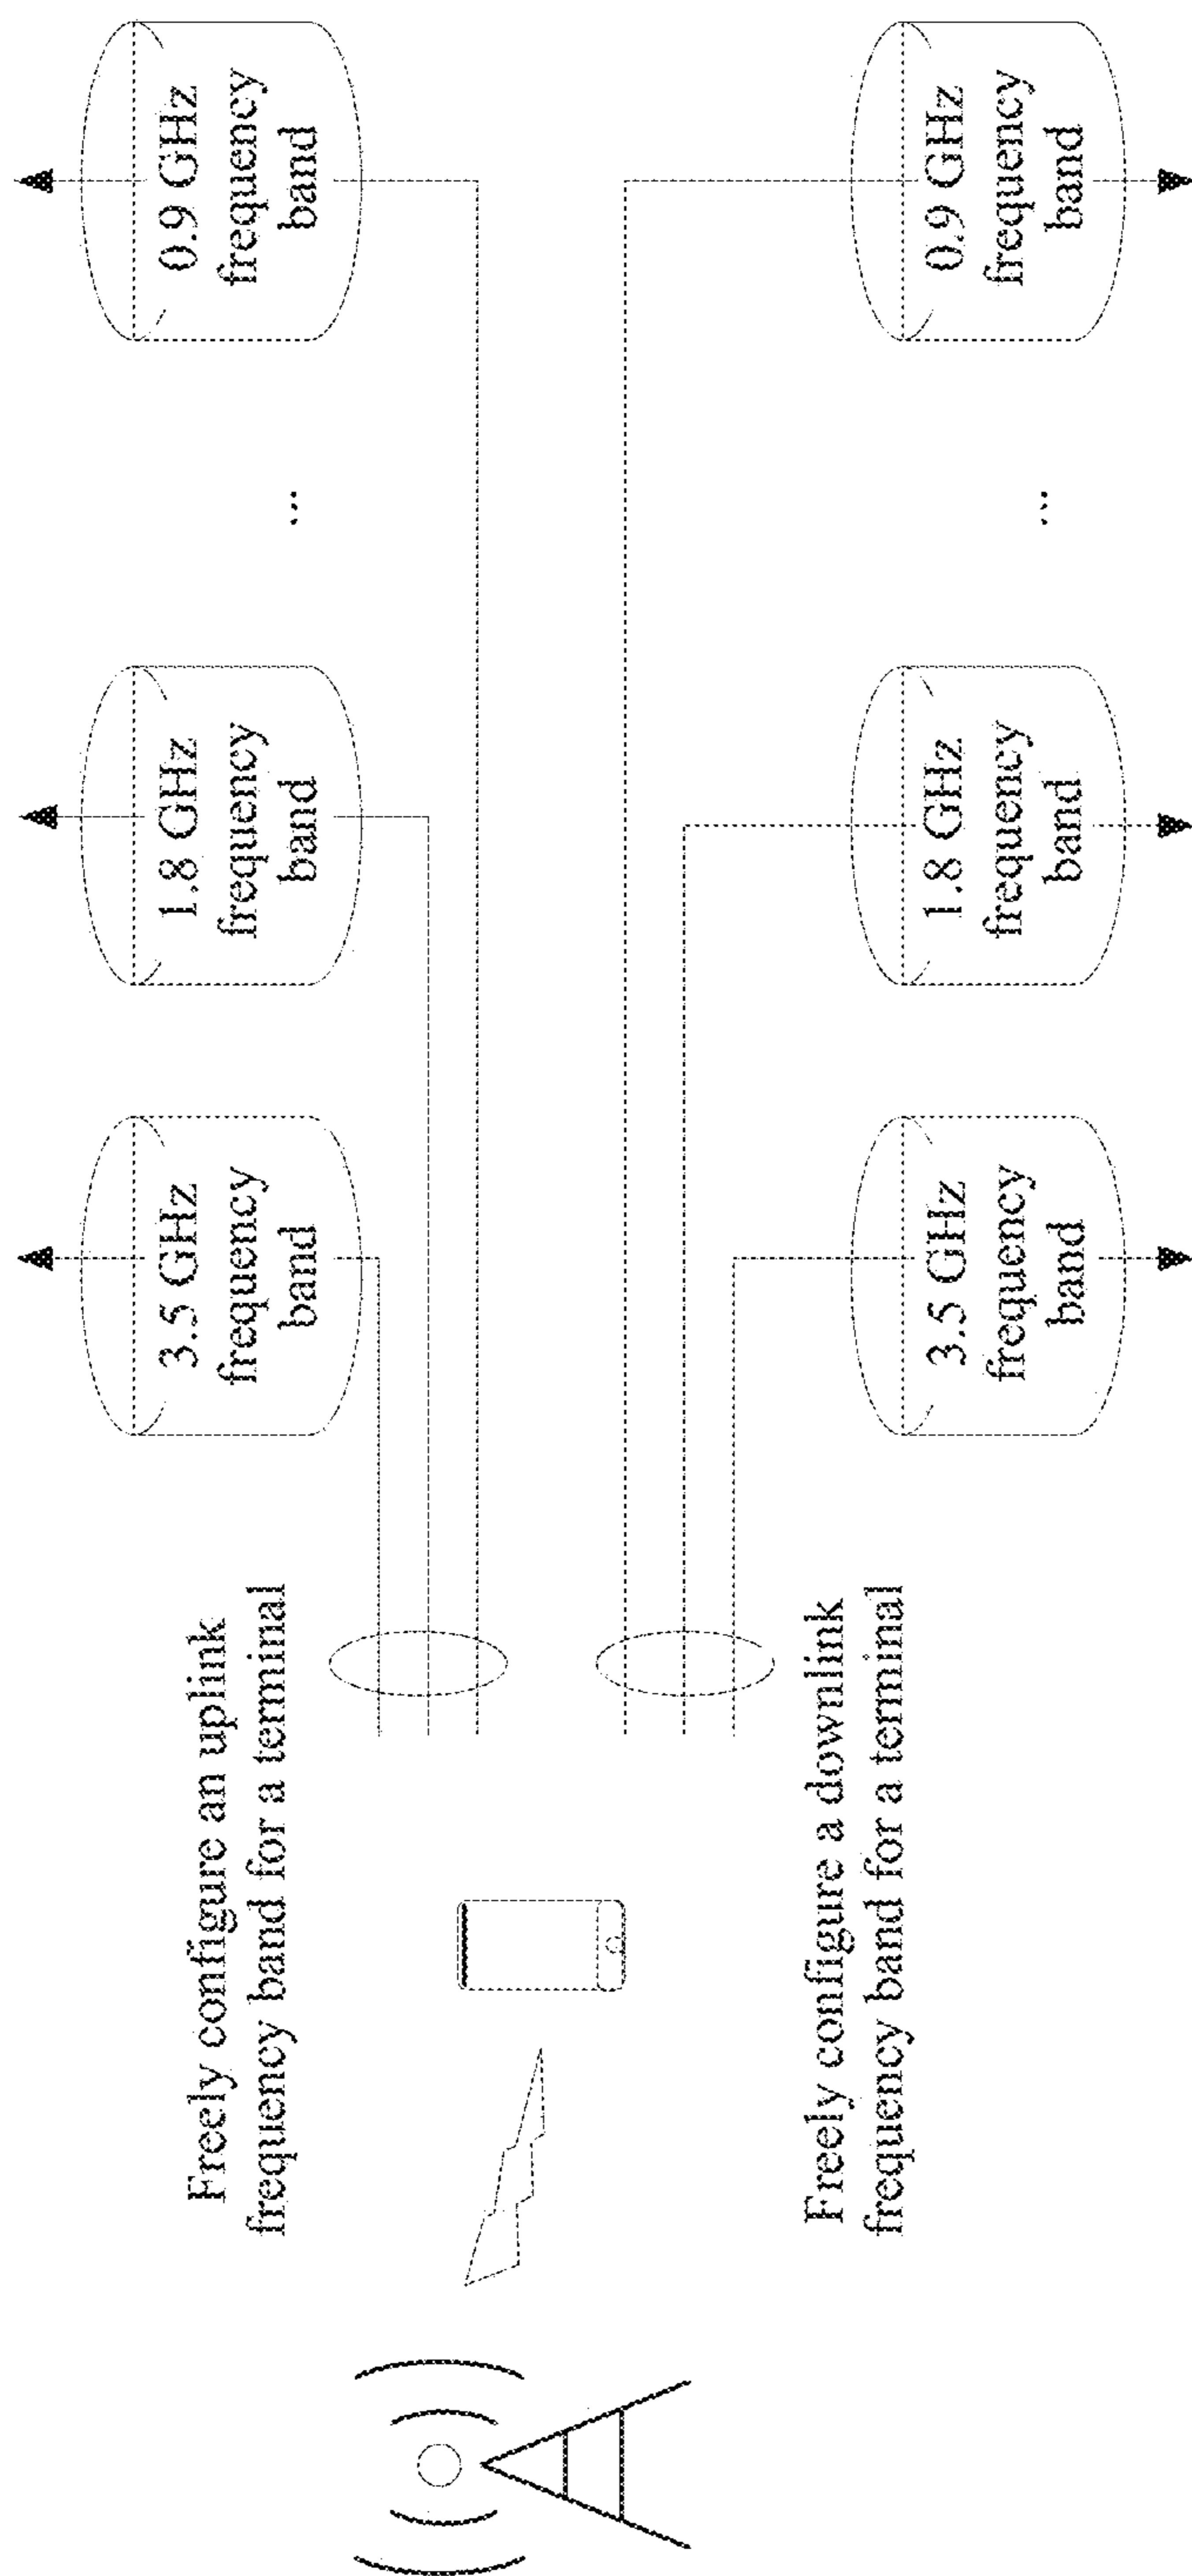 Freely configure an uplink
frequency band for a terminal
3.5 GHz
frequency
band
1.8 GHz
frequency
band
...
0.9 GHz
frequency
band
Freely configure a downlink
frequency band for a terminal
3.5 GHz
frequency
band
1.8 GHz
frequency
band
...
0.9 GHz
frequency
band